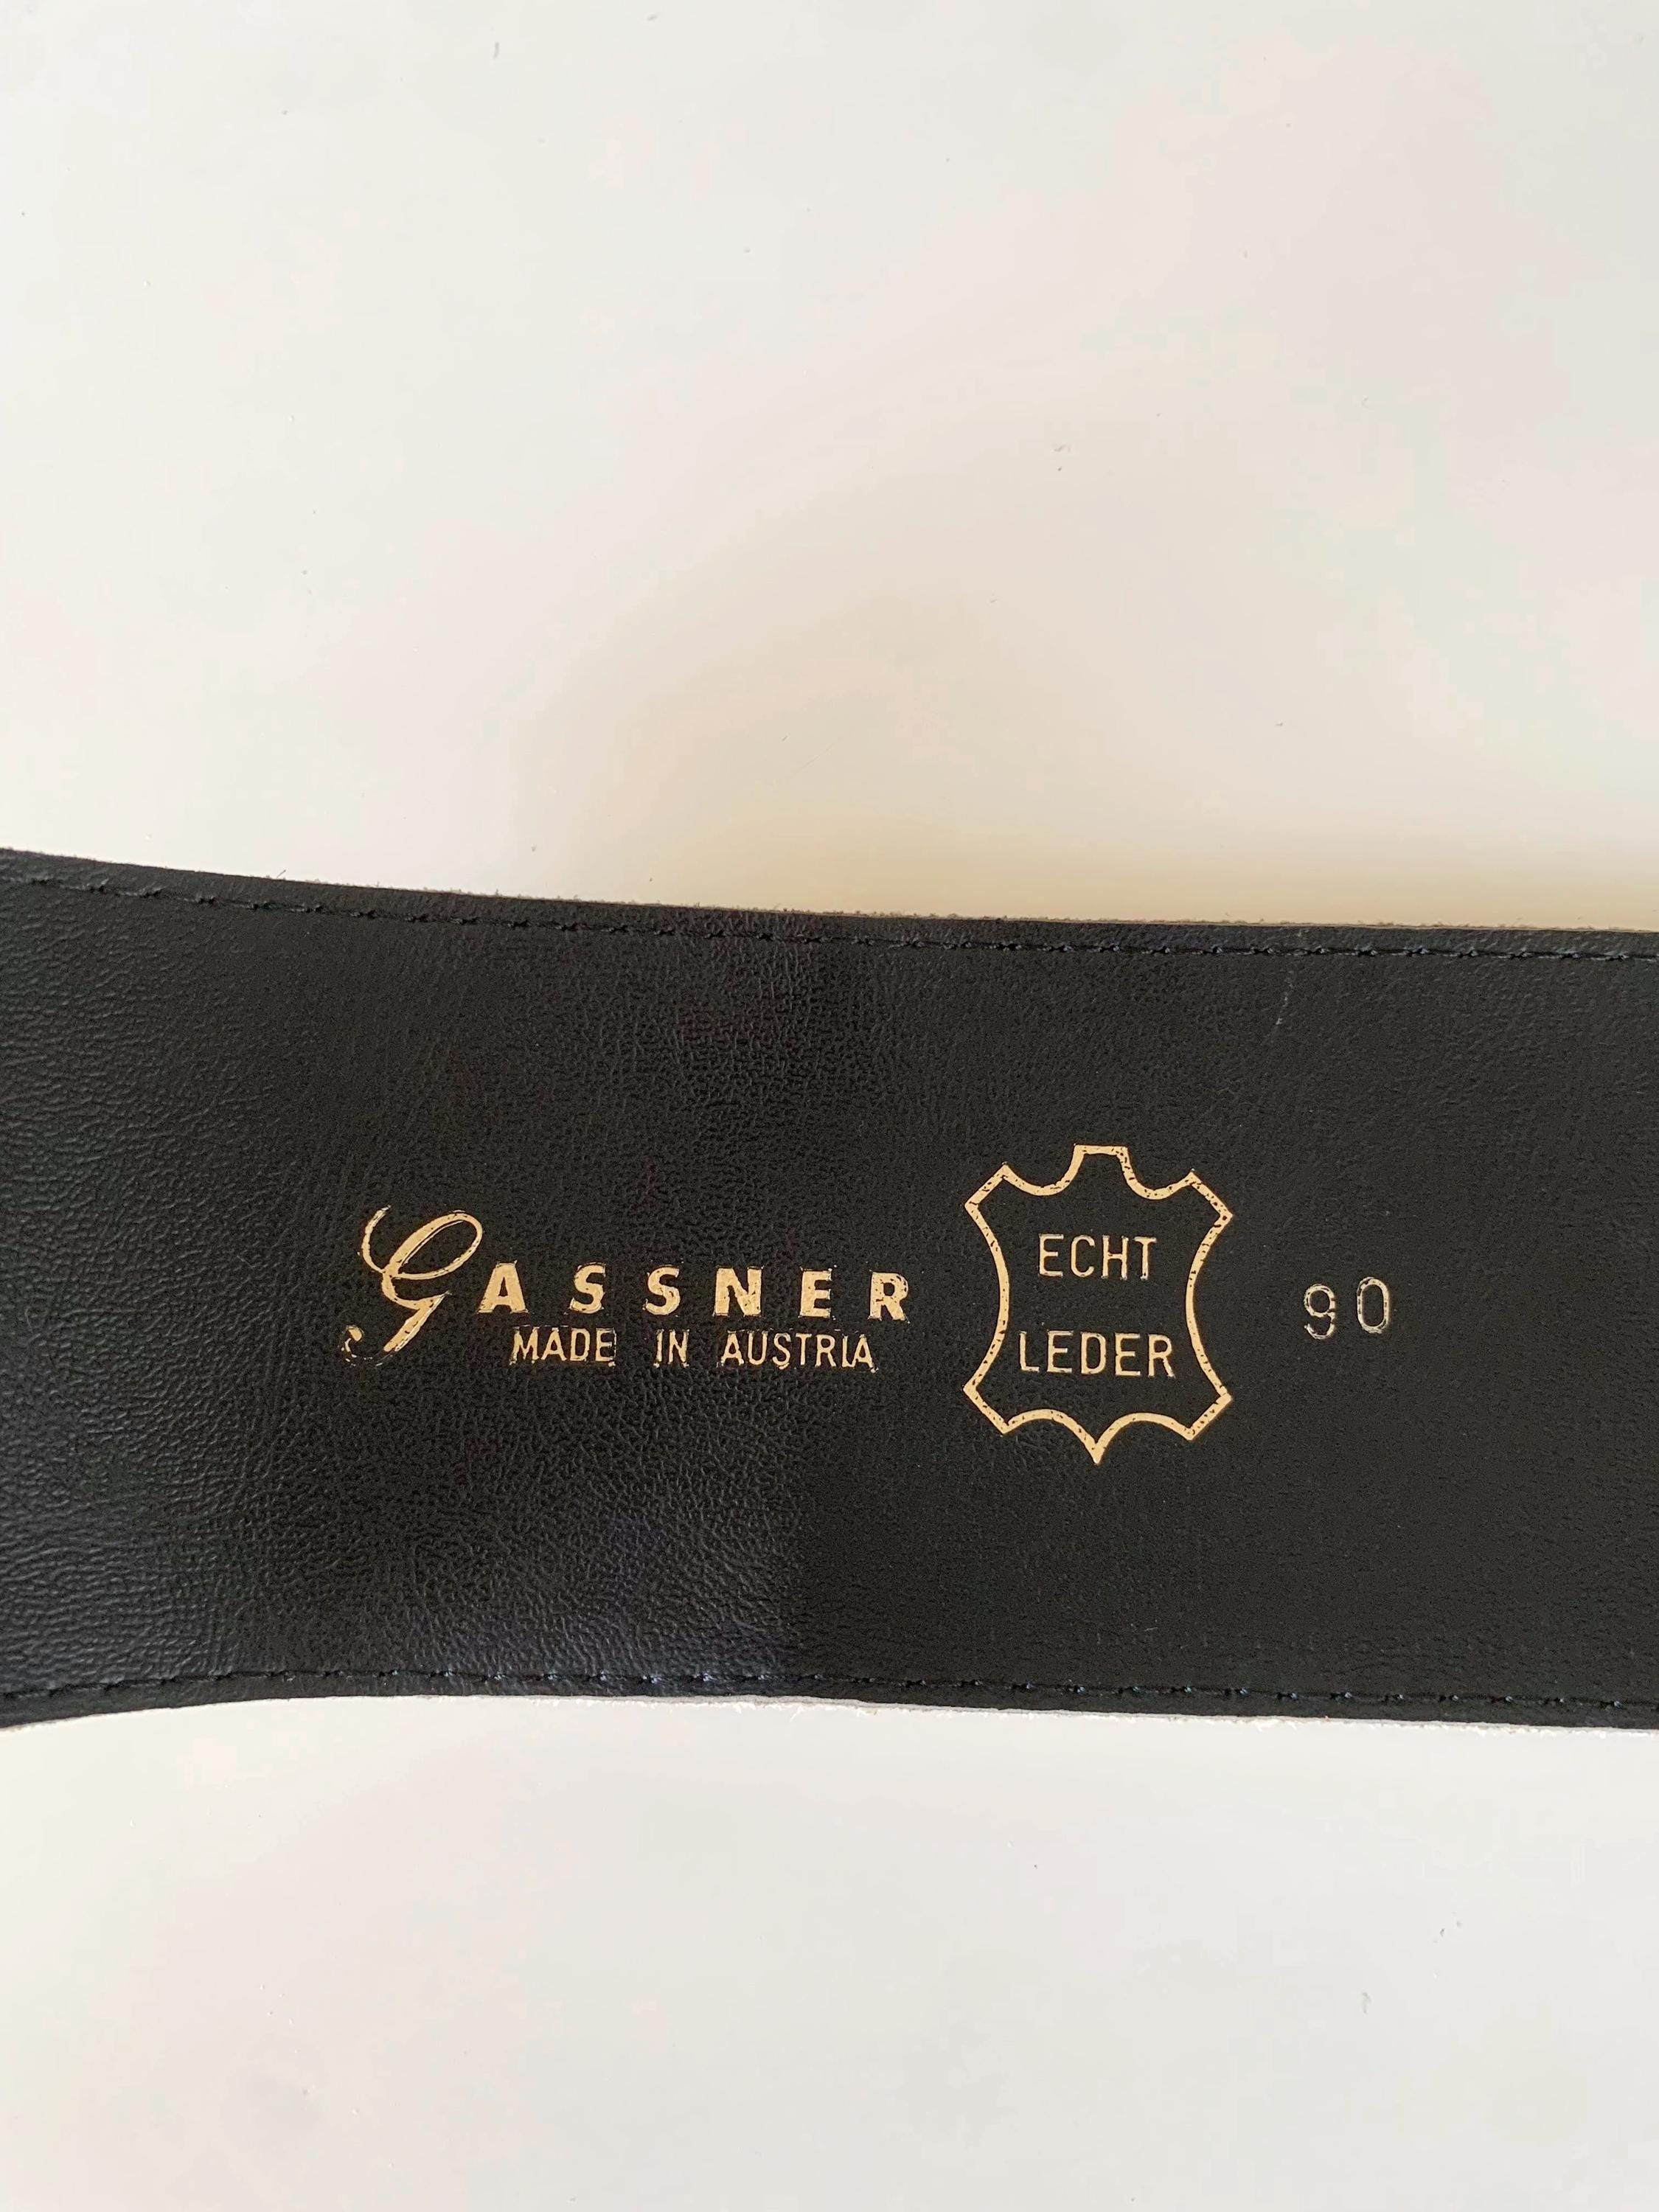 GASSNER
MADE IN AUSTRIA
ECHT
LEDER
90